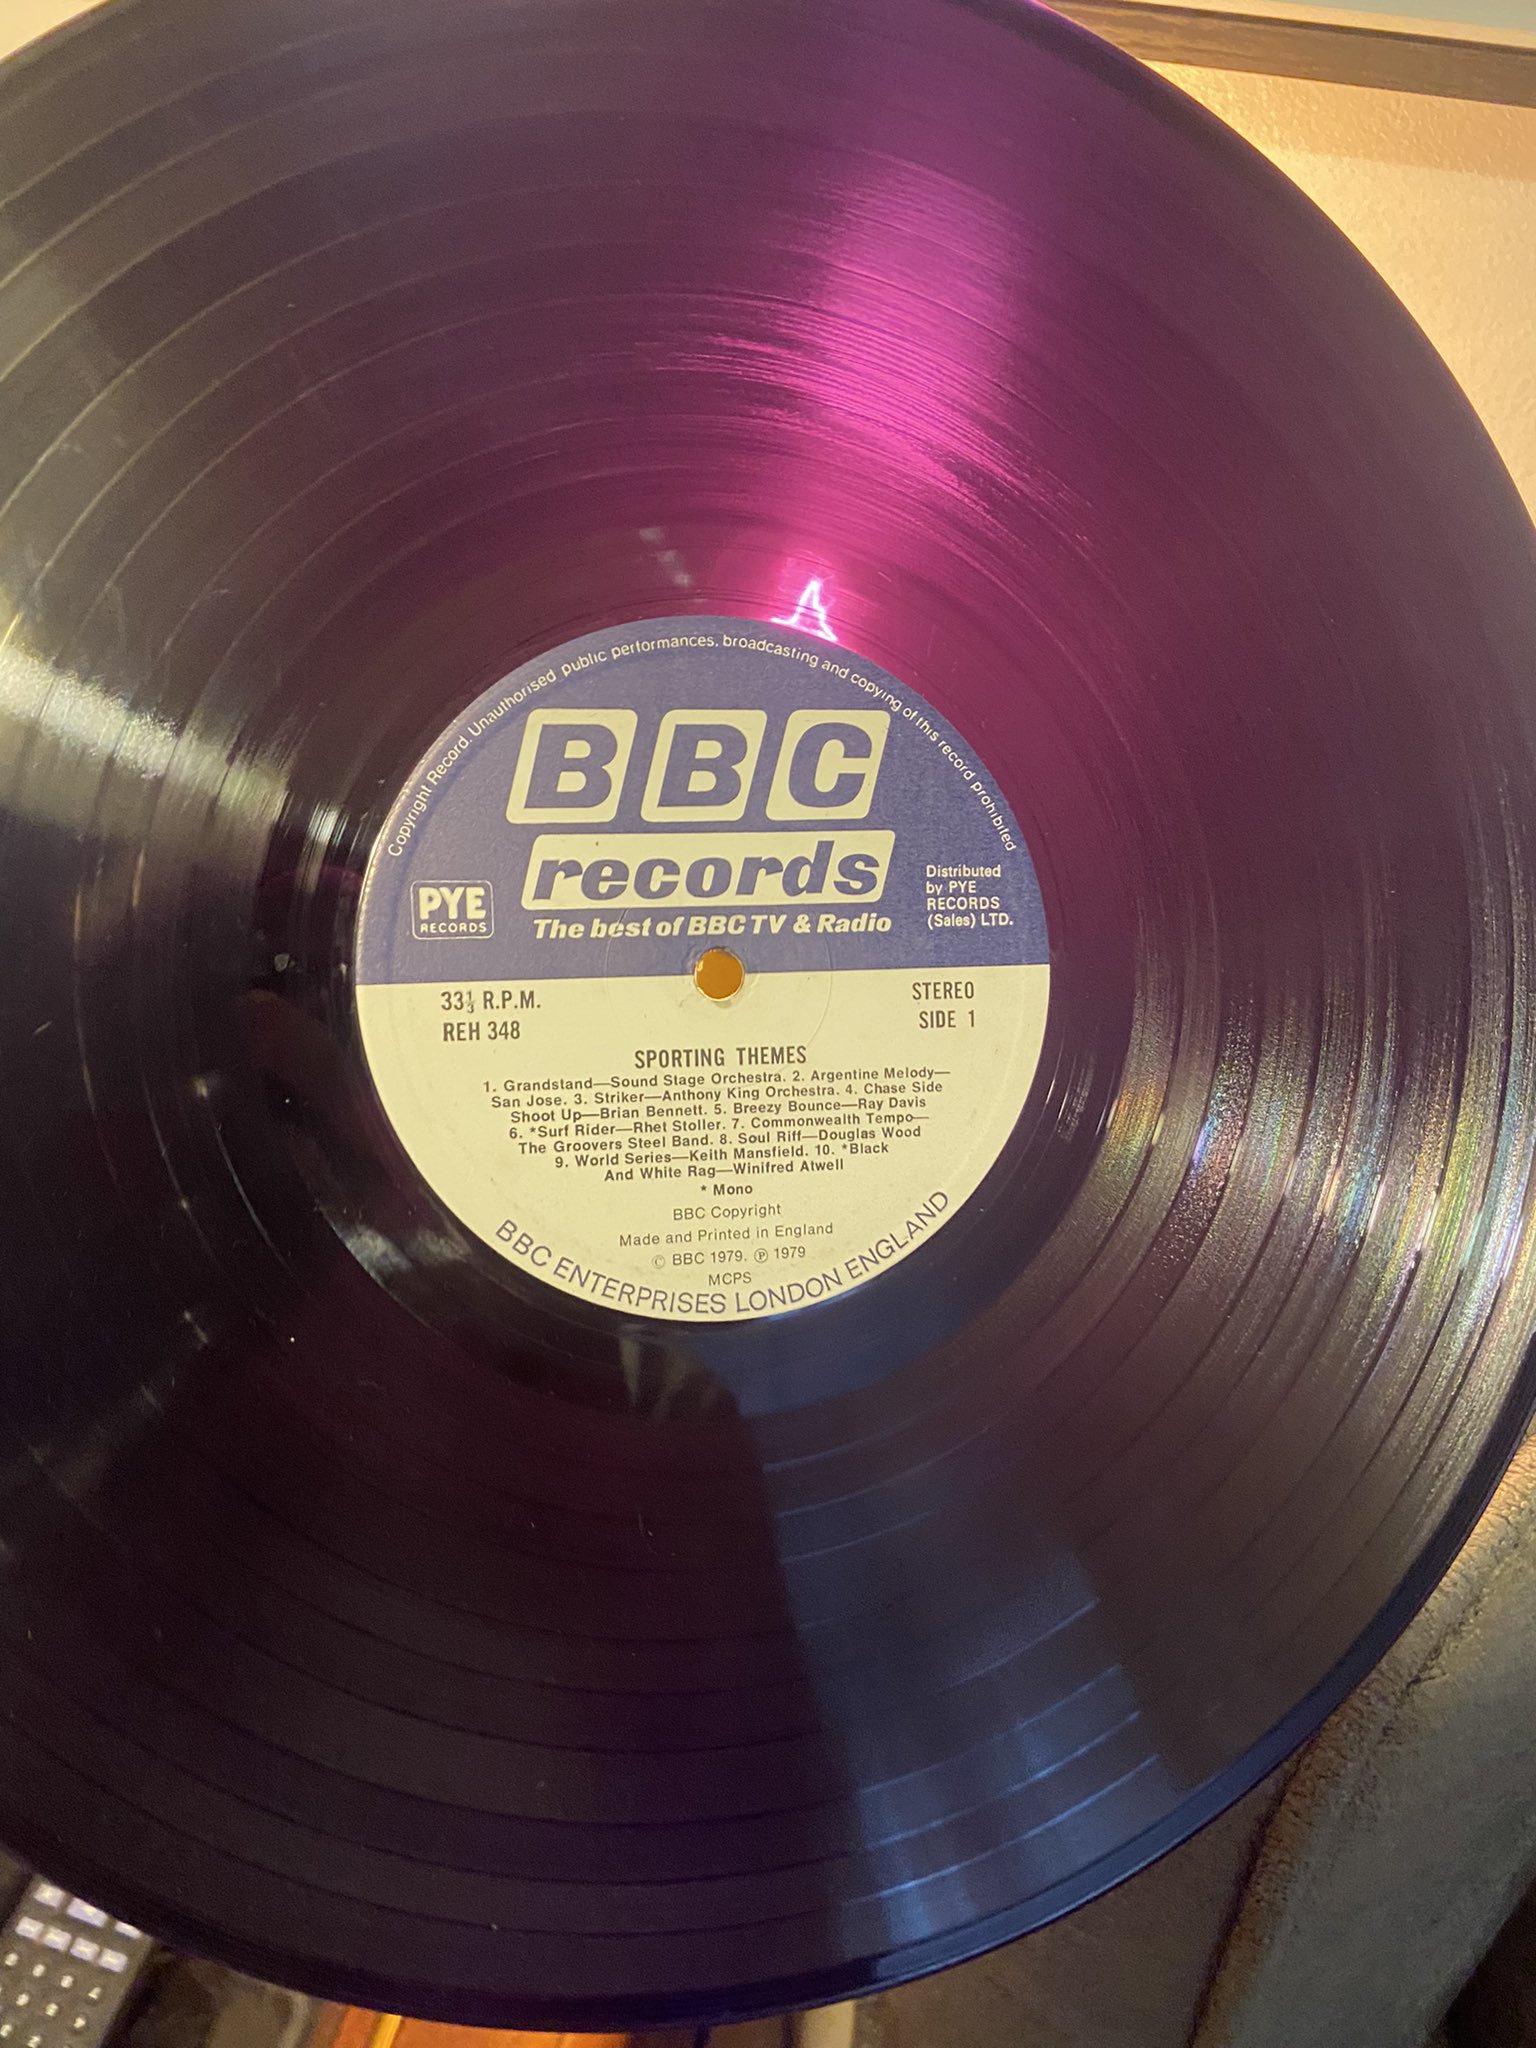 Copyright Record. Unauthorised public performances, broadcasting and copying of this record prohibited
BBC
records
The best of BBC TV & Radio
PYE
RECORDS
Distributed
by PYE
RECORDS
(Sales) LTD.
33⅓ R.P.M.
REH 348
STEREO
SIDE 1
SPORTING THEMES
1. Grandstand—Sound Stage Orchestra. 2. Argentine Melody—
San Jose. 3. Striker—Anthony King Orchestra. 4. Chase Side
Shoot Up—Brian Bennett. 5. Breezy Bounce—Ray Davis
6. *Surf Rider—Rhet Stoller. 7. Commonwealth Tempo—
The Groovers Steel Band. 8. Soul Riff—Douglas Wood
9. World Series—Keith Mansfield. 10. *Black
And White Rag—Winifred Atwell
* Mono
BBC Copyright
Made and Printed in England
© BBC 1979. ℗ 1979
MCPS
BBC ENTERPRISES LONDON ENGLAND